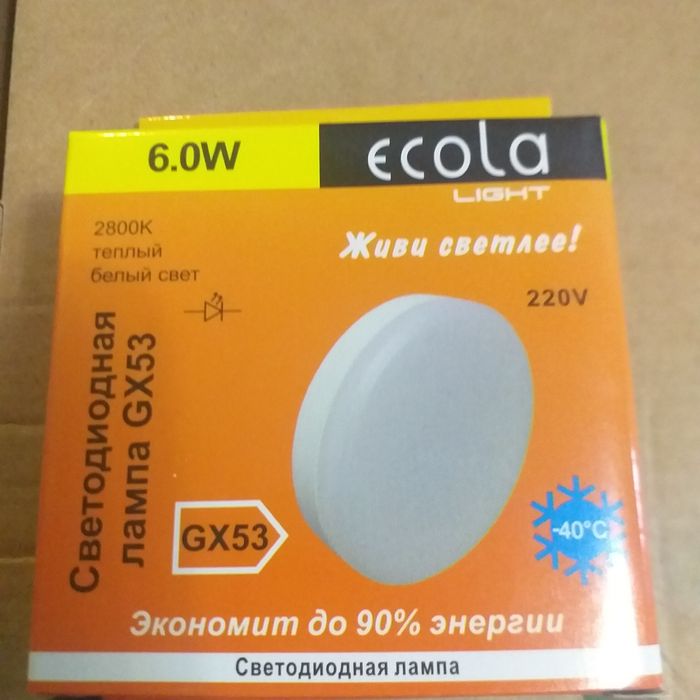 6.0W
Ecola
LIGHT
2800K
теплый
белый свет
Живи светлее!
220V
Светодиодная
лампа GX53
GX53
-40°C
Экономит до 90% энергии
Светодиодная лампа